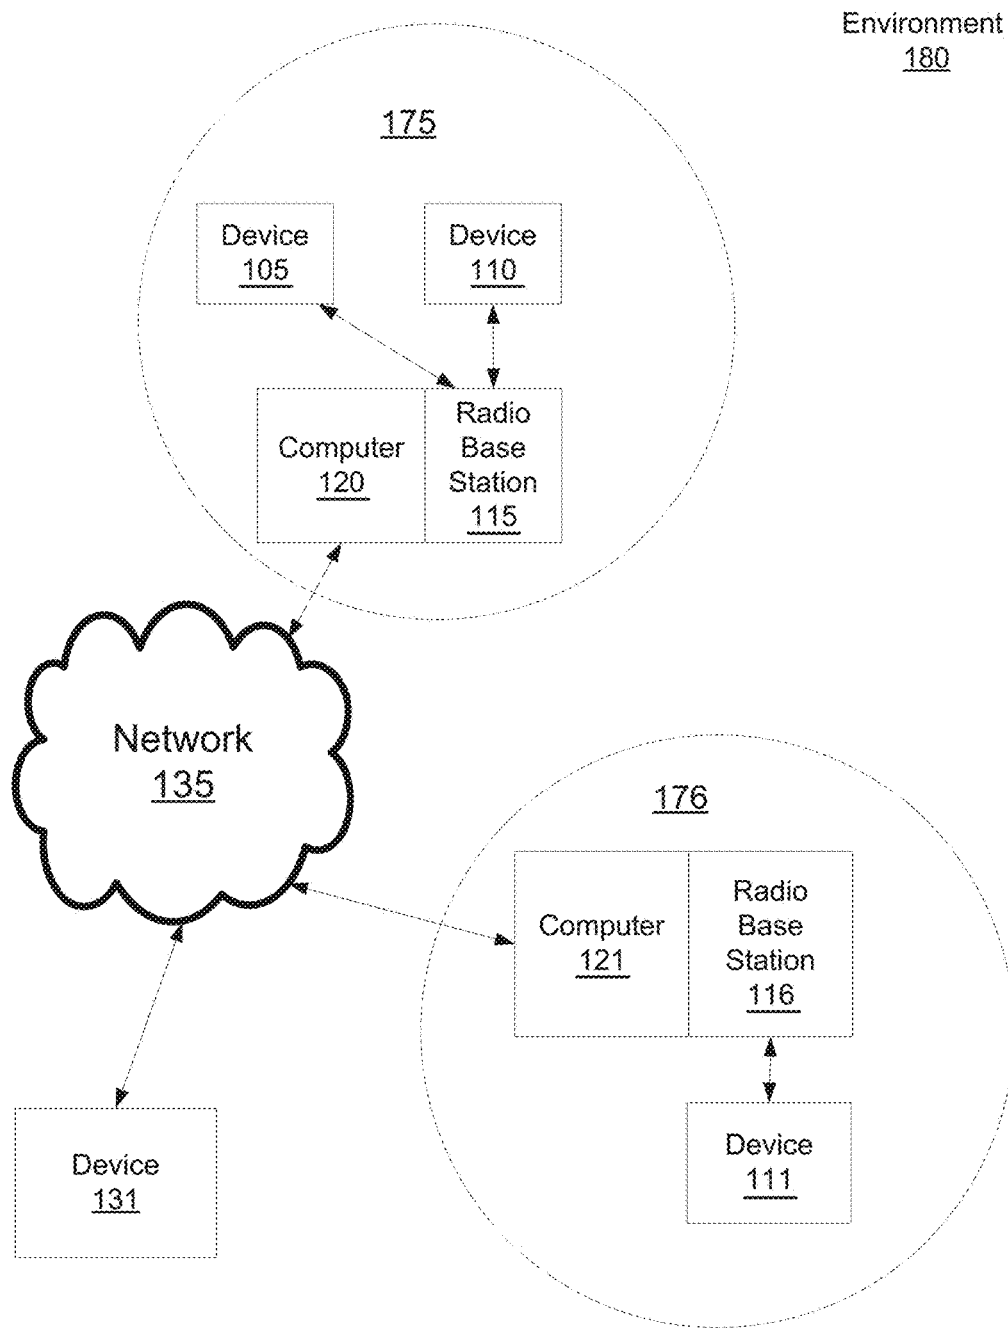 Environment
180
175
Device
105
Device
110
Computer
120
Radio
Base
Station
115
Network
135
176
Computer
121
Radio
Base
Station
116
Device
131
Device
111